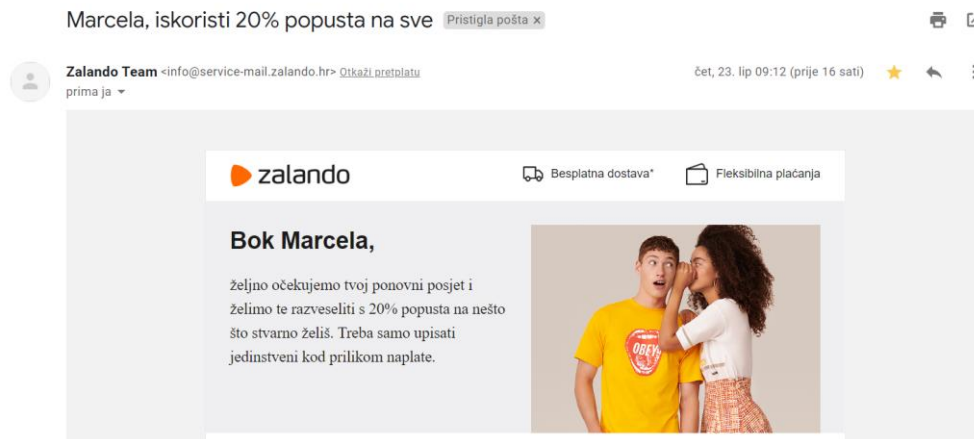 Marcela, iskoristi 20% popusta na sve Pristigla pošta x
Zalando Team <info@service-mail.zalando.hr> Otkaži pretplatu čet, 23. lip 09:12 (prije 16 sati)
prima ja
zalando Besplatna dostava* Fleksibilna plaćanja
Bok Marcela,
željno očekujemo tvoj ponovni posjet i
želimo te razveseliti s 20% popusta na nešto
što stvarno želiš. Treba samo upisati
jedinstveni kod prilikom naplate.
OBEY